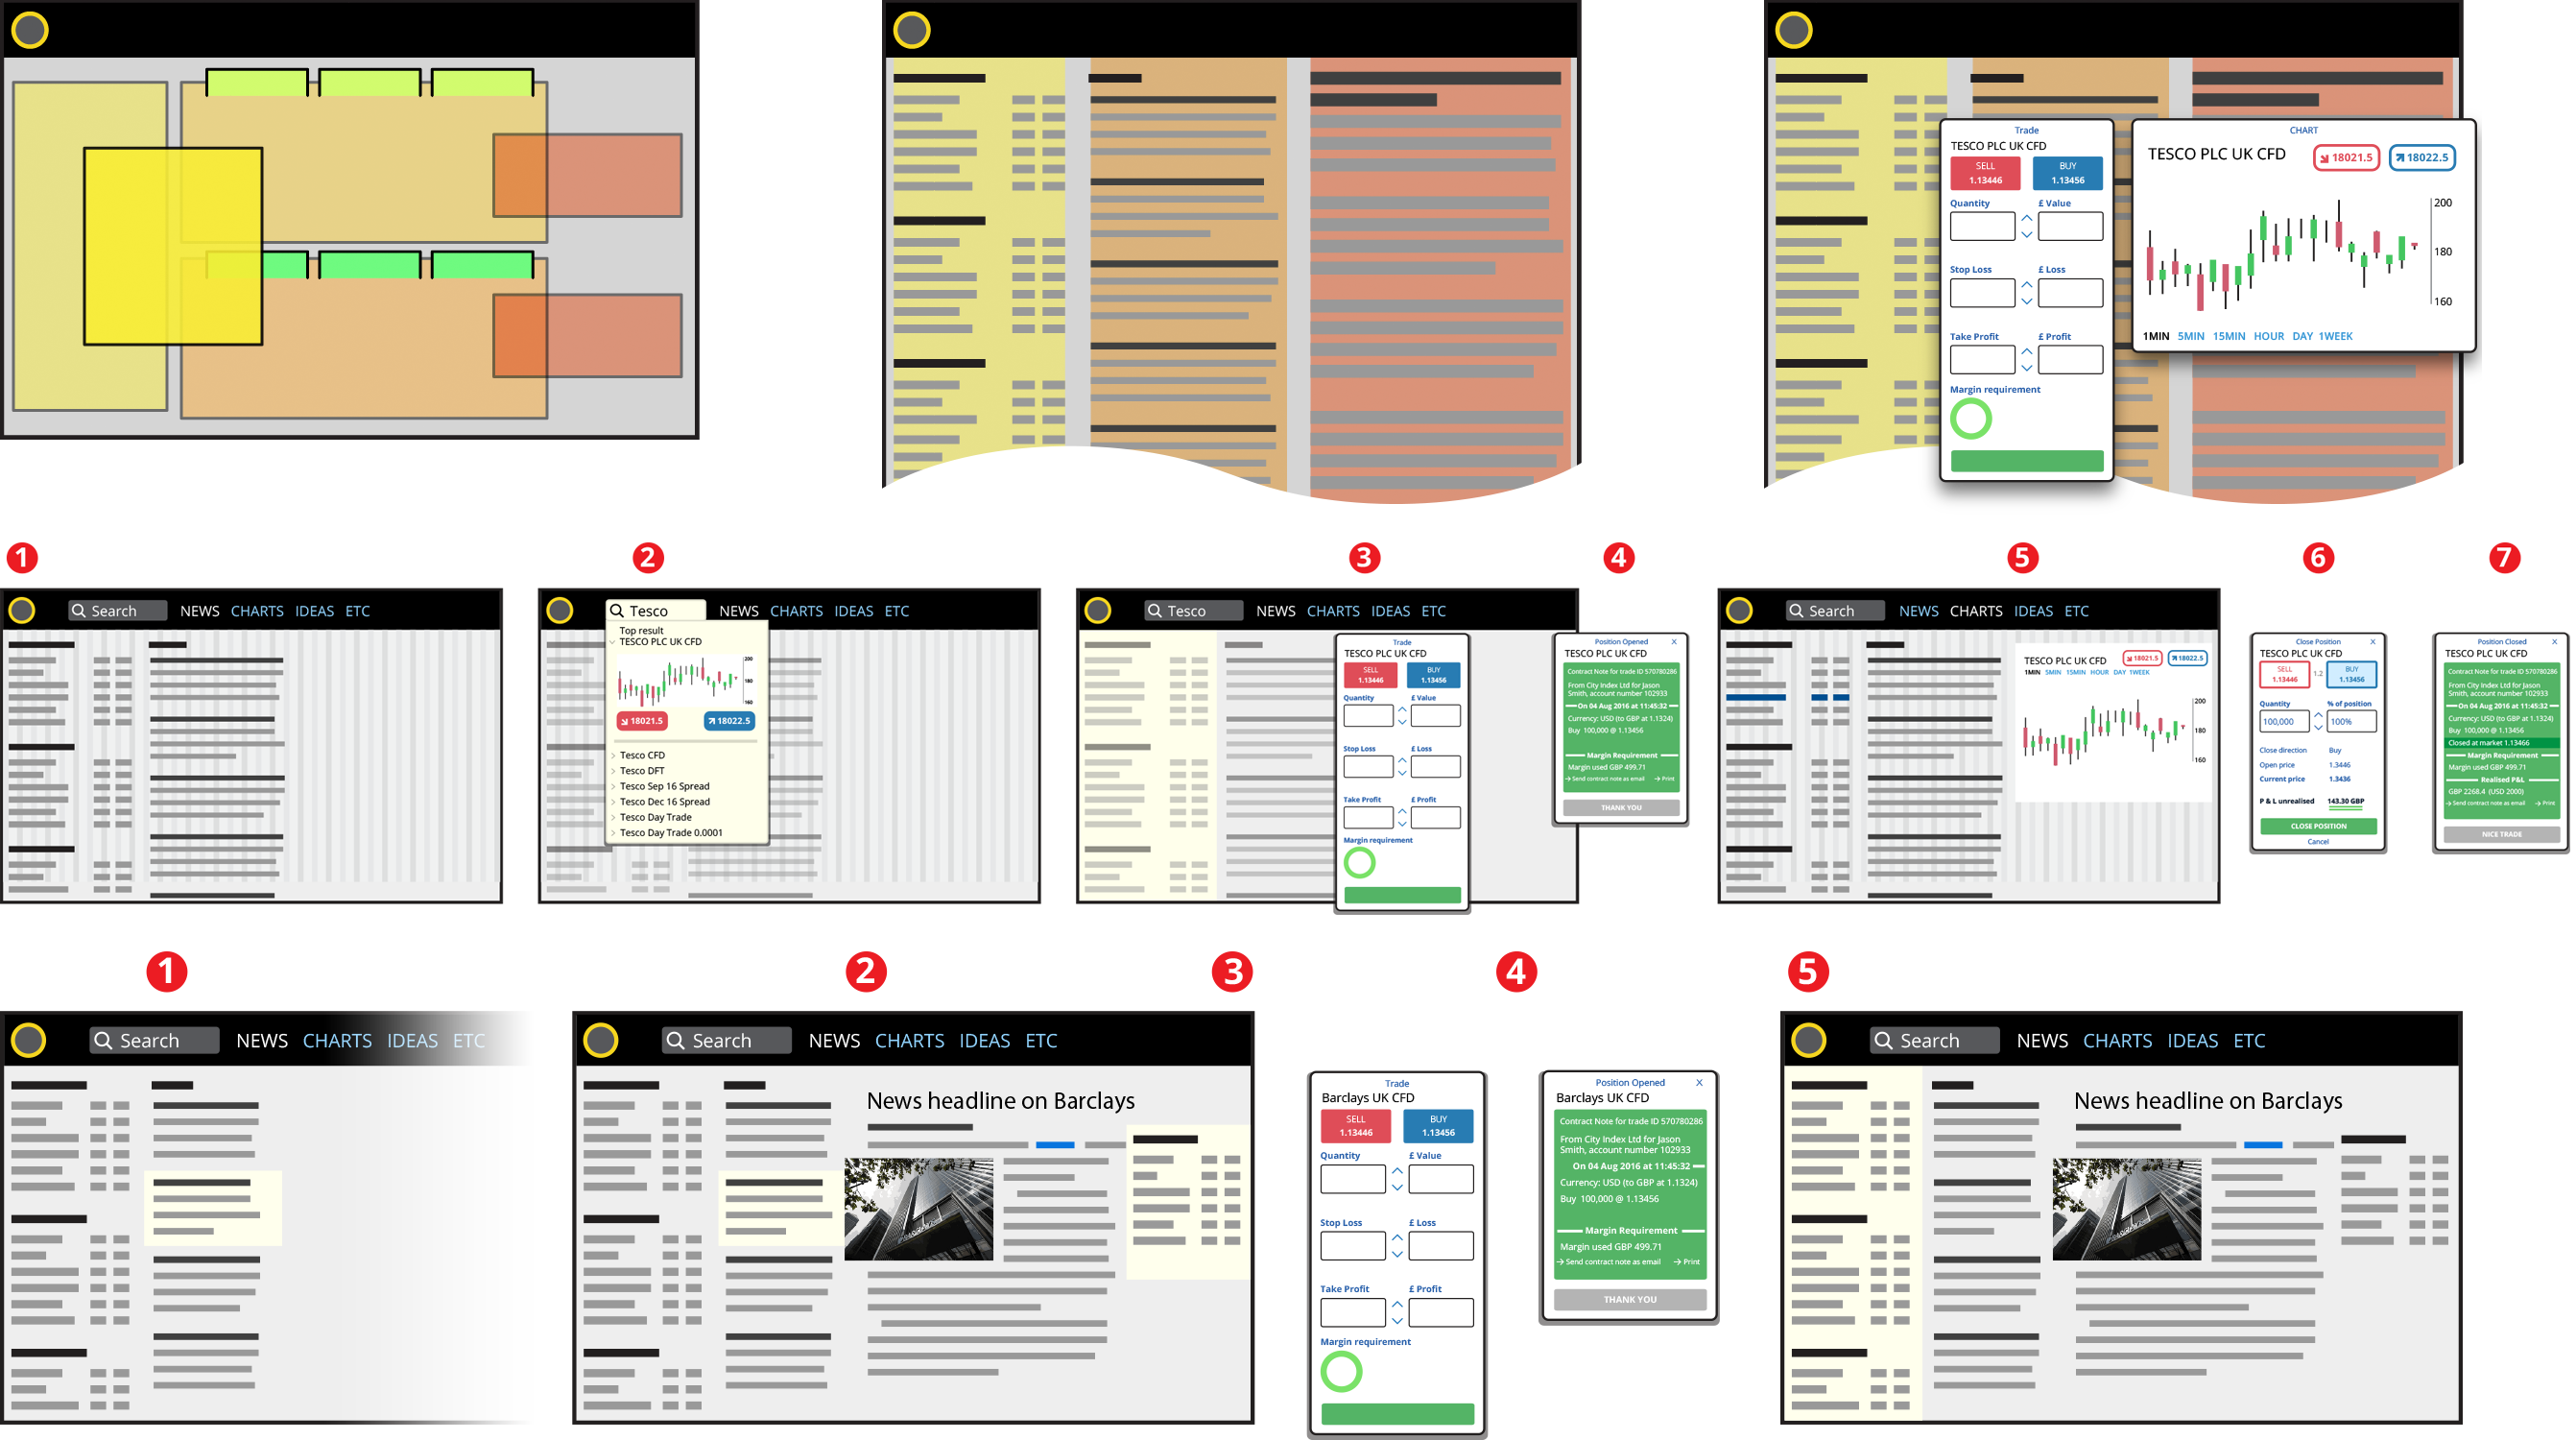 Trade
TESCO PLC UK CFD
SELL
1.13446
BUY
1.13456
Quantity
£ Value
Stop Loss
£ Loss
Take Profit
£ Profit
Margin requirement
CHART
TESCO PLC UK CFD
18021.5
18022.5
200
180
160
1MIN 5MIN 15MIN HOUR DAY 1WEEK
1
2
3
4
5
6
7
Search NEWS CHARTS IDEAS ETC
Tesco NEWS CHARTS IDEAS ETC
Top result
TESCO PLC UK CFD
200
180
160
18021.5
18022.5
Tesco CFD
Tesco DFT
Tesco Sep 16 Spread
Tesco Dec 16 Spread
Tesco Day Trade
Tesco Day Trade 0.0001
Tesco NEWS CHARTS IDEAS ETC
Trade
TESCO PLC UK CFD
SELL
1.13446
BUY
1.13456
Quantity
£ Value
Stop Loss
£ Loss
Take Profit
£ Profit
Margin requirement
Position Opened X
TESCO PLC UK CFD
Contract Note for trade ID 570780286
From City Index Ltd for Jason
Smith, account number 102933
On 04 Aug 2016 at 11:45:32
Currency: USD (to GBP at 1.1324)
Buy 100,000 @ 1.13456
Margin Requirement
Margin used GBP 499.71
Send contract note as email Print
THANK YOU
Search NEWS CHARTS IDEAS ETC
TESCO PLC UK CFD
18021.5
18022.5
1MIN 5MIN 15MIN HOUR DAY 1WEEK
200
180
160
Close Position X
TESCO PLC UK CFD
SELL
1.13446
1.2
BUY
1.13456
Quantity
% of position
100,000
100%
Close direction Buy
Open price 1.3446
Current price 1.3436
P & L unrealised 143.30 GBP
CLOSE POSITION
Cancel
Position Closed X
TESCO PLC UK CFD
Contract Note for trade ID 570780286
From City Index Ltd for Jason
Smith, account number 102933
On 04 Aug 2016 at 11:45:32
Currency: USD (to GBP at 1.1324)
Buy 100,000 @ 1.13456
Closed at market 1.13466
Margin Requirement
Margin used GBP 499.71
Realised P&L
GBP 2268.4 (USD 2000)
Send contract note as email Print
NICE TRADE
1
2
3
4
5
Search NEWS CHARTS IDEAS ETC
Search NEWS CHARTS IDEAS ETC
News headline on Barclays
Trade
Barclays UK CFD
SELL
1.13446
BUY
1.13456
Quantity
£ Value
Stop Loss
£ Loss
Take Profit
£ Profit
Margin requirement
Position Opened X
Barclays UK CFD
Contract Note for trade ID 570780286
From City Index Ltd for Jason
Smith, account number 102933
On 04 Aug 2016 at 11:45:32
Currency: USD (to GBP at 1.1324)
Buy 100,000 @ 1.13456
Margin Requirement
Margin used GBP 499.71
Send contract note as email Print
THANK YOU
Search NEWS CHARTS IDEAS ETC
News headline on Barclays